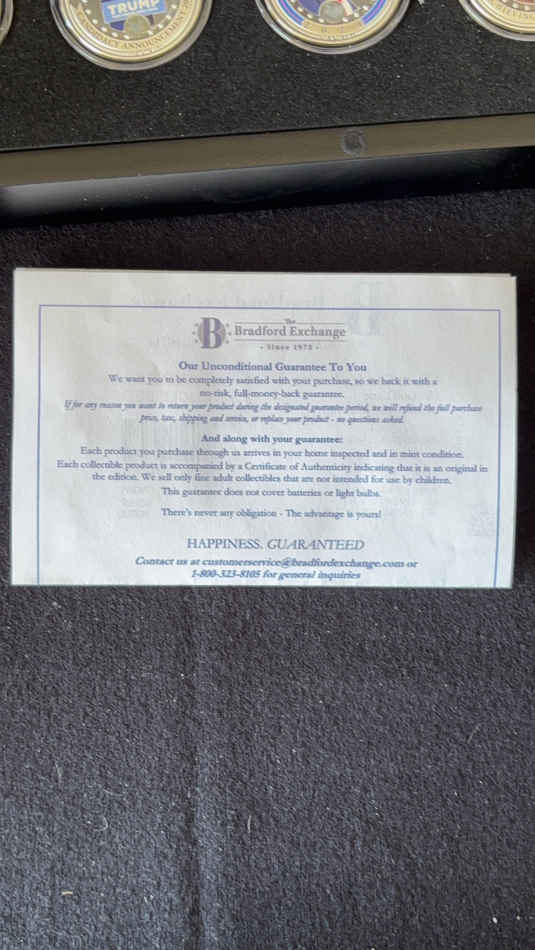 TRUMP
CANDIDACY ANNOUNCEMENT
The
B Bradford Exchange
- Since 1973 -
Our Unconditional Guarantee To You
We want you to be completely satisfied with your purchase, so we back it with a
no-risk, full-money-back guarantee.
If for any reason you want to return your product during the designated guarantee period, we will refund the full purchase
price, tax, shipping and service, or replace your product - no questions asked.
And along with your guarantee:
Each product you purchase through us arrives in your home inspected and in mint condition.
Each collectible product is accompanied by a Certificate of Authenticity indicating that it is an original in
the edition. We sell only fine adult collectibles that are not intended for use by children.
This guarantee does not cover batteries or light bulbs.
There's never any obligation - The advantage is yours!
HAPPINESS. GUARANTEED
Contact us at customerservice@bradfordexchange.com or
1-800-323-8105 for general inquiries